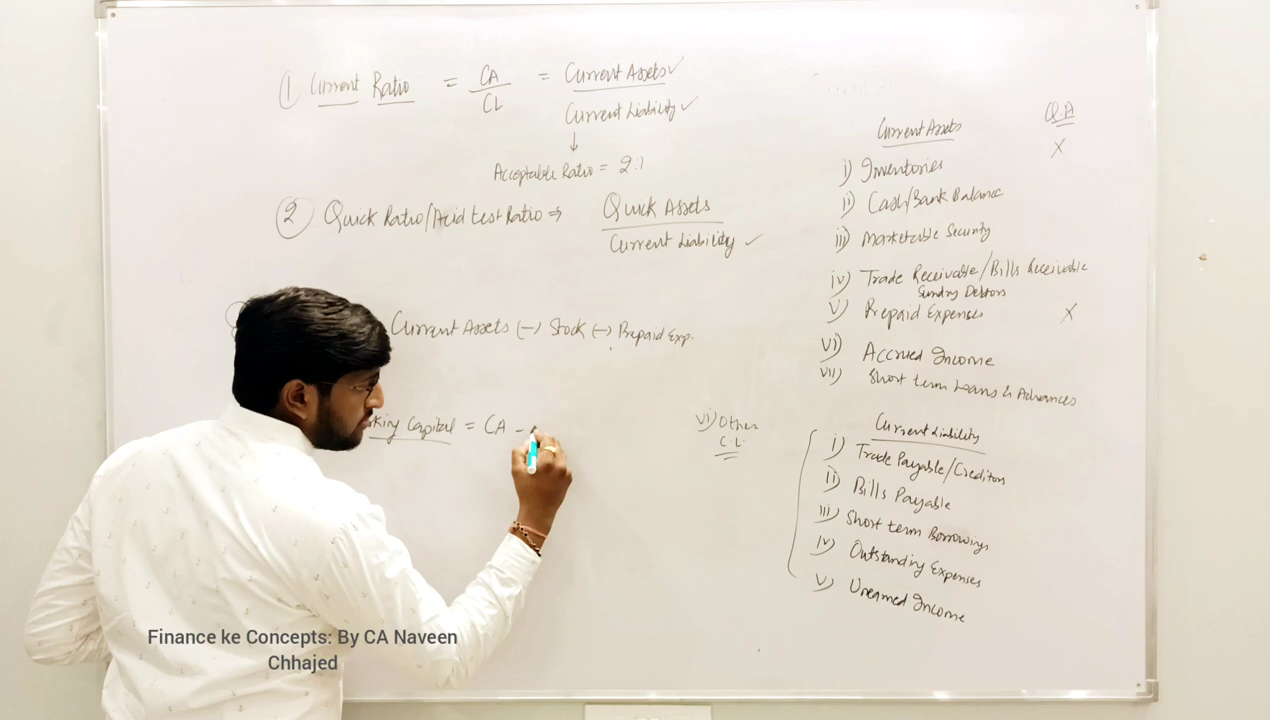 1 Current Ratio = CA / CL = Current Assets ✓ / Current Liability ✓
↓
Acceptable Ratio = 2:1
2 Quick Ratio/Acid test Ratio ⇒ Quick Assets / Current Liability ✓
Current Assets (-) Stock (-) Prepaid Exp.
king Capital = CA -
Current Assets
Q.A
i) Inventories X
ii) Cash/Bank Balance
iii) Marketable Security
iv) Trade Receivable/Bills Receivable
Sundry Debtors
v) Prepaid Expenses X
vi) Accrued Income
vii) Short term Loans & Advances
Current Liability
i) Trade Payable/Creditors
ii) Bills Payable
iii) Short term Borrowings
iv) Outstanding Expenses
v) Unearned Income
vi) Other
C.L.
Finance ke Concepts: By CA Naveen
Chhajed